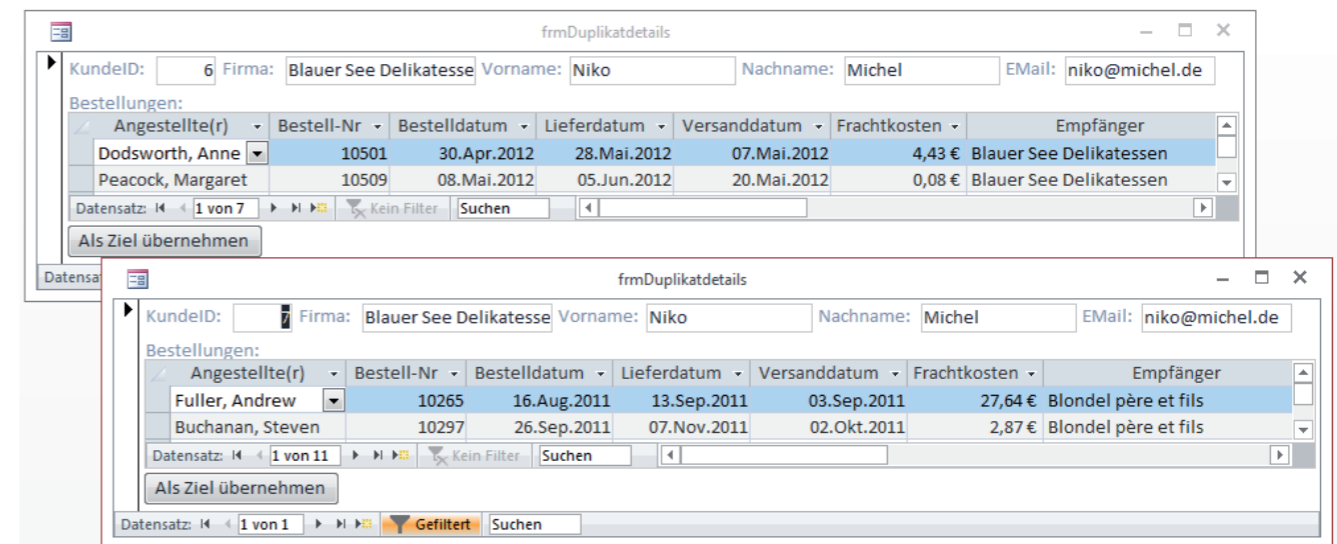 frmDuplikatdetails
KundeID: 6 Firma: Blauer See Delikatesse Vorname: Niko Nachname: Michel EMail: niko@michel.de
Bestellungen:
Angestellte(r) Bestell-Nr Bestelldatum Lieferdatum Versanddatum Frachtkosten Empfänger
Dodsworth, Anne 10501 30.Apr.2012 28.Mai.2012 07.Mai.2012 4,43 € Blauer See Delikatessen
Peacock, Margaret 10509 08.Mai.2012 05.Jun.2012 20.Mai.2012 0,08 € Blauer See Delikatessen
Datensatz: 1 von 7 Kein Filter Suchen
Als Ziel übernehmen
Datensa
frmDuplikatdetails
KundeID: 7 Firma: Blauer See Delikatesse Vorname: Niko Nachname: Michel EMail: niko@michel.de
Bestellungen:
Angestellte(r) Bestell-Nr Bestelldatum Lieferdatum Versanddatum Frachtkosten Empfänger
Fuller, Andrew 10265 16.Aug.2011 13.Sep.2011 03.Sep.2011 27,64 € Blondel père et fils
Buchanan, Steven 10297 26.Sep.2011 07.Nov.2011 02.Okt.2011 2,87 € Blondel père et fils
Datensatz: 1 von 11 Kein Filter Suchen
Als Ziel übernehmen
Datensatz: 1 von 1 Gefiltert Suchen